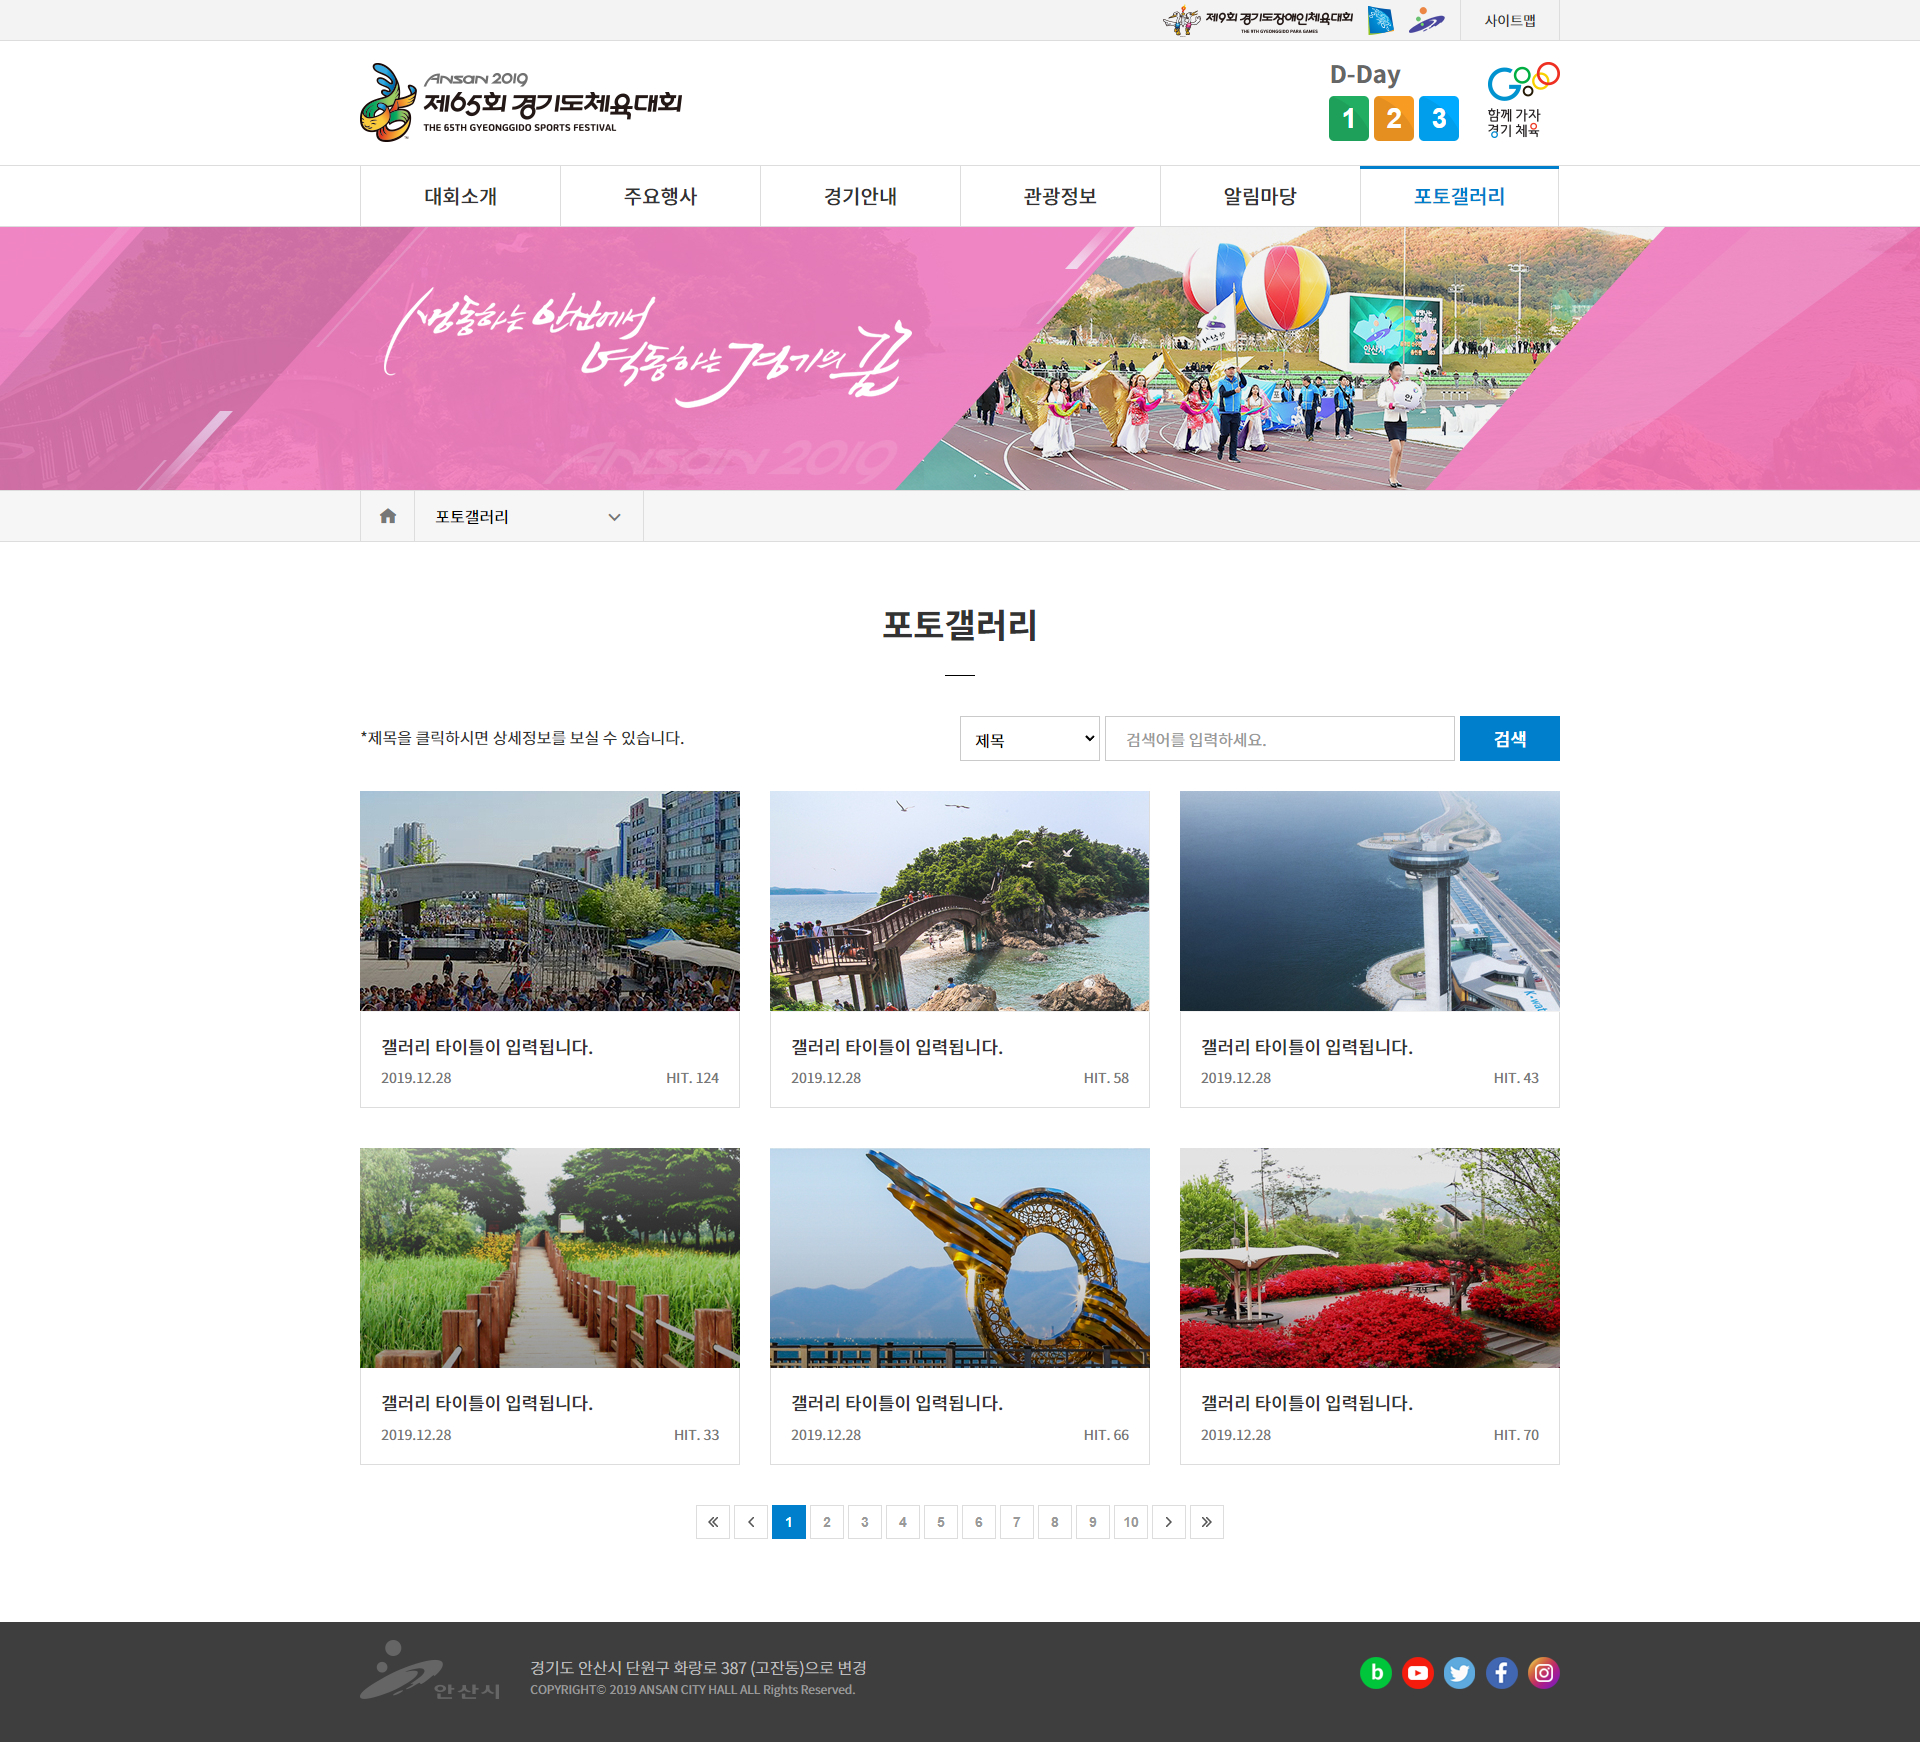 제9회 경기도장애인체육대회
THE 9TH GYEONGGIDO PARA GAMES
사이트맵
Ansan 2019
제65회 경기도체육대회
THE 65TH GYEONGGIDO SPORTS FESTIVAL
D-Day
1 2 3
Go
함께 가자
경기 체육
대회소개
주요행사
경기안내
관광정보
알림마당
포토갤러리
생동하는 안산에서
역동하는 경기의 꿈
ANSAN 2019
안산시
포토갤러리
포토갤러리
*제목을 클릭하시면 상세정보를 보실 수 있습니다.
제목
검색어를 입력하세요.
검색
K-wat
갤러리 타이틀이 입력됩니다.
2019.12.28 HIT. 124
갤러리 타이틀이 입력됩니다.
2019.12.28 HIT. 58
갤러리 타이틀이 입력됩니다.
2019.12.28 HIT. 43
갤러리 타이틀이 입력됩니다.
2019.12.28 HIT. 33
갤러리 타이틀이 입력됩니다.
2019.12.28 HIT. 66
갤러리 타이틀이 입력됩니다.
2019.12.28 HIT. 70
1 2 3 4 5 6 7 8 9 10
안산시
경기도 안산시 단원구 화랑로 387 (고잔동)으로 변경
COPYRIGHT© 2019 ANSAN CITY HALL ALL Rights Reserved.
b